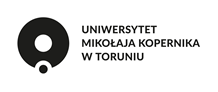 UNIWERSYTET
MIKOŁAJA KOPERNIKA
W TORUNIU